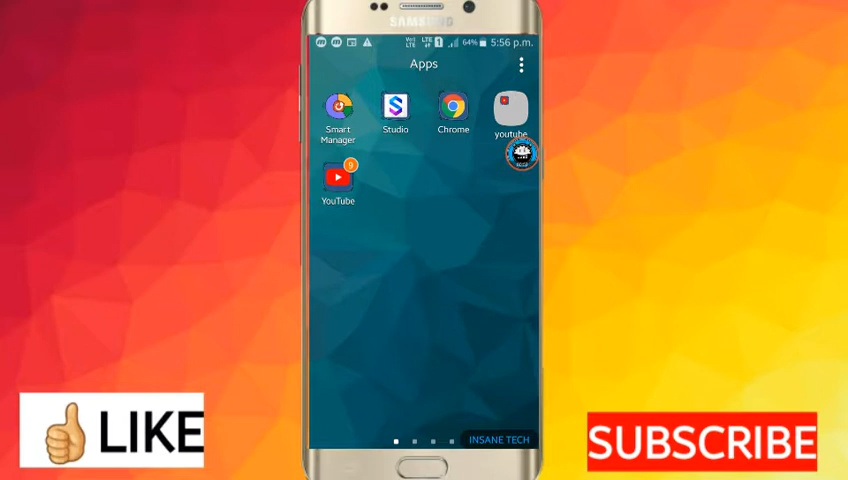 SAMSUNG
64% 5:56 p.m.
Apps
Smart
Manager
Studio
Chrome
youtube
9
YouTube
LIKE
SUBSCRIBE
INSANE TECH